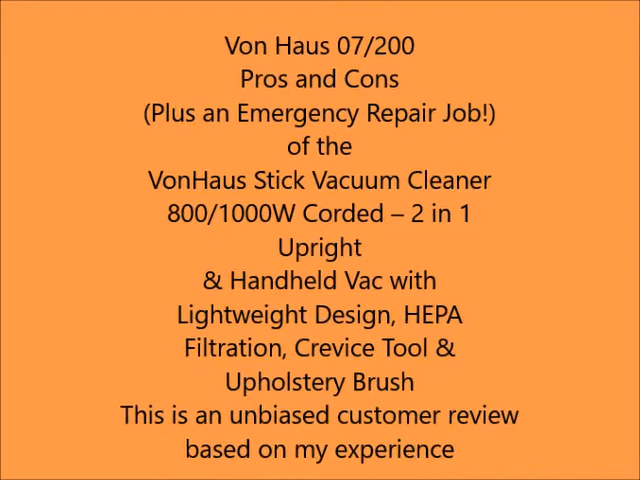 Von Haus 07/200
Pros and Cons
(Plus an Emergency Repair Job!)
of the
VonHaus Stick Vacuum Cleaner
800/1000W Corded – 2 in 1
Upright
& Handheld Vac with
Lightweight Design, HEPA
Filtration, Crevice Tool &
Upholstery Brush
This is an unbiased customer review
based on my experience